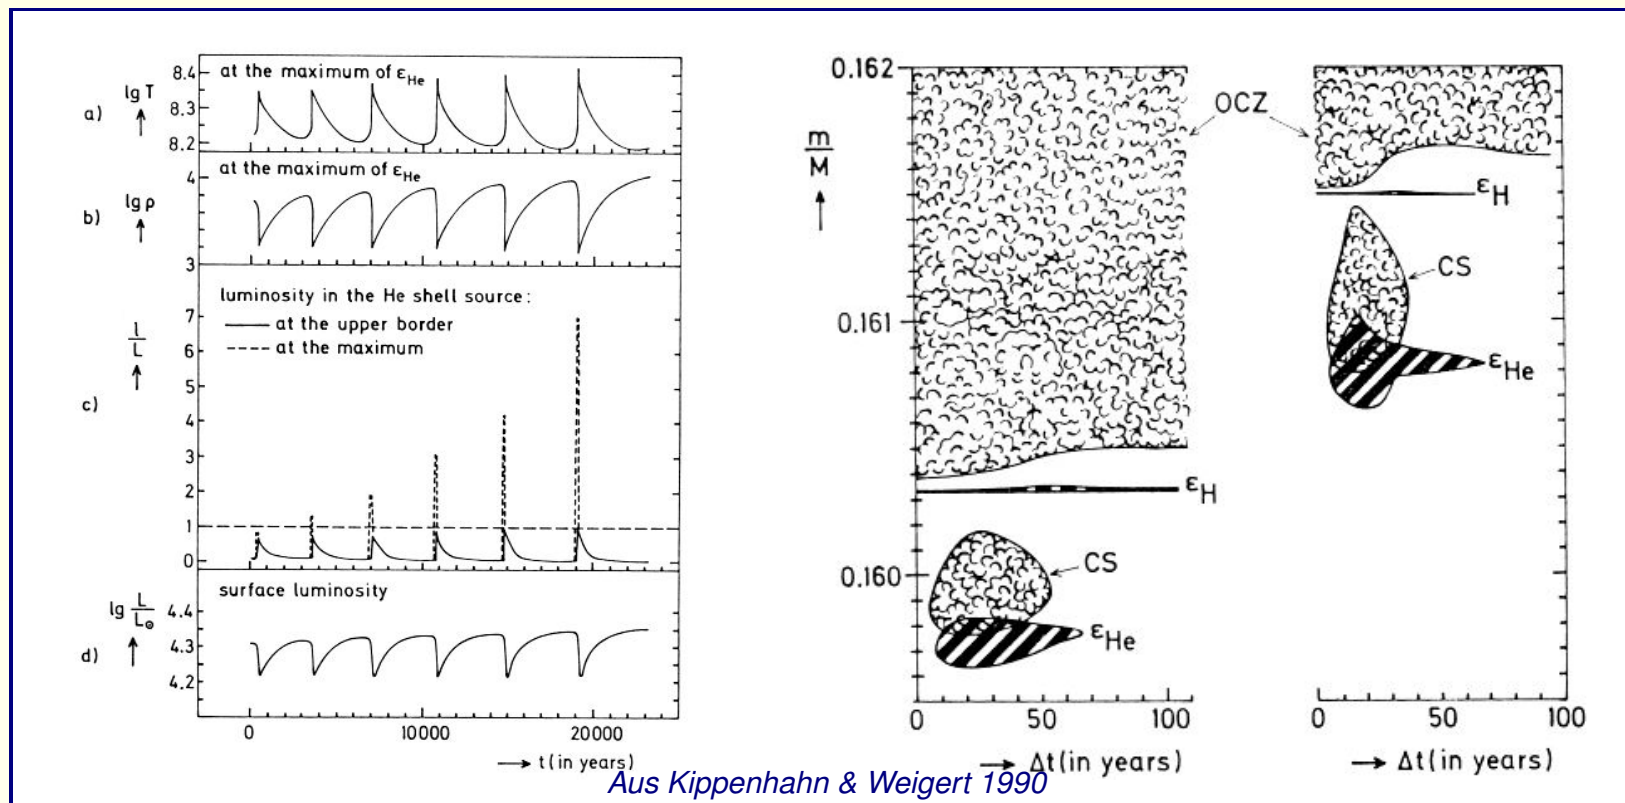 a)
lg T
8.4
8.3
8.2
at the maximum of εHe
b)
lg ρ
4
3
at the maximum of εHe
c)
l/L
7
6
5
4
3
2
1
0
luminosity in the He shell source:
at the upper border
at the maximum
d)
lg L/L⊙
4.4
4.3
4.2
surface luminosity
0 10000 20000
t (in years)
m/M
0.162
0.161
0.160
OCZ
εH
CS
εHe
0 50 100
Δt (in years)
εH
CS
εHe
0 50 100
Δt (in years)
Aus Kippenhahn & Weigert 1990